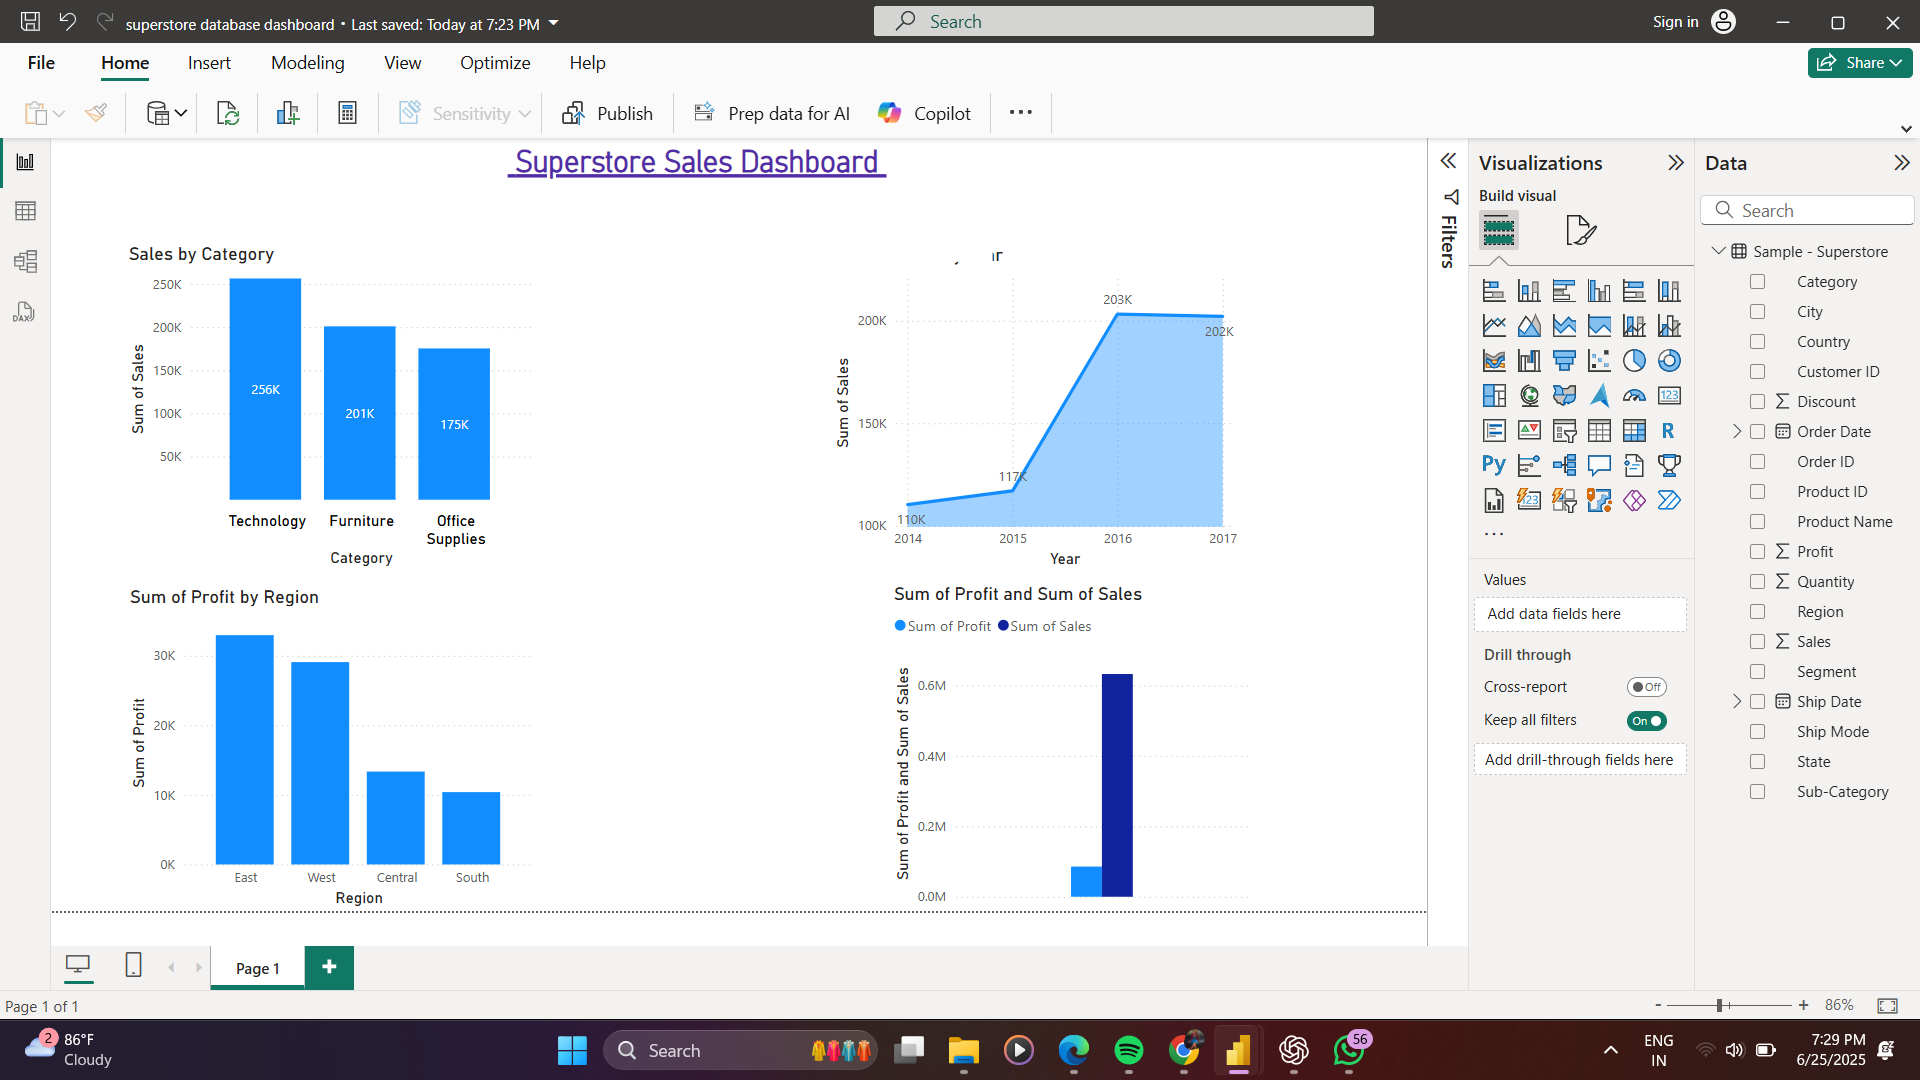 superstore database dashboard • Last saved: Today at 7:23 PM
Search
Sign in
File
Home
Insert
Modeling
View
Optimize
Help
Share
Sensitivity
Publish
Prep data for AI
Copilot
DAX
Superstore Sales Dashboard
Sales by Category
250K
200K
150K
100K
50K
Sum of Sales
256K
201K
175K
Technology
Furniture
Office
Supplies
Category
200K
150K
100K
Sum of Sales
110K
117K
203K
202K
2014
2015
2016
2017
Year
Sum of Profit by Region
30K
20K
10K
0K
Sum of Profit
East
West
Central
South
Region
Sum of Profit and Sum of Sales
Sum of Profit
Sum of Sales
0.6M
0.4M
0.2M
0.0M
Sum of Profit and Sum of Sales
Filters
Visualizations
Build visual
123
R
Py
123
...
Values
Add data fields here
Drill through
Cross-report
Off
Keep all filters
On
Add drill-through fields here
Data
Search
Sample - Superstore
Category
City
Country
Customer ID
Discount
Order Date
Order ID
Product ID
Product Name
Profit
Quantity
Region
Sales
Segment
Ship Date
Ship Mode
State
Sub-Category
Page 1
Page 1 of 1
- + 86%
2
86°F
Cloudy
Search
56
ENG
IN
7:29 PM
6/25/2025